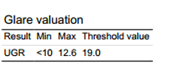 Glare valuation
Result Min Max Threshold value
UGR <10 12.6 19.0